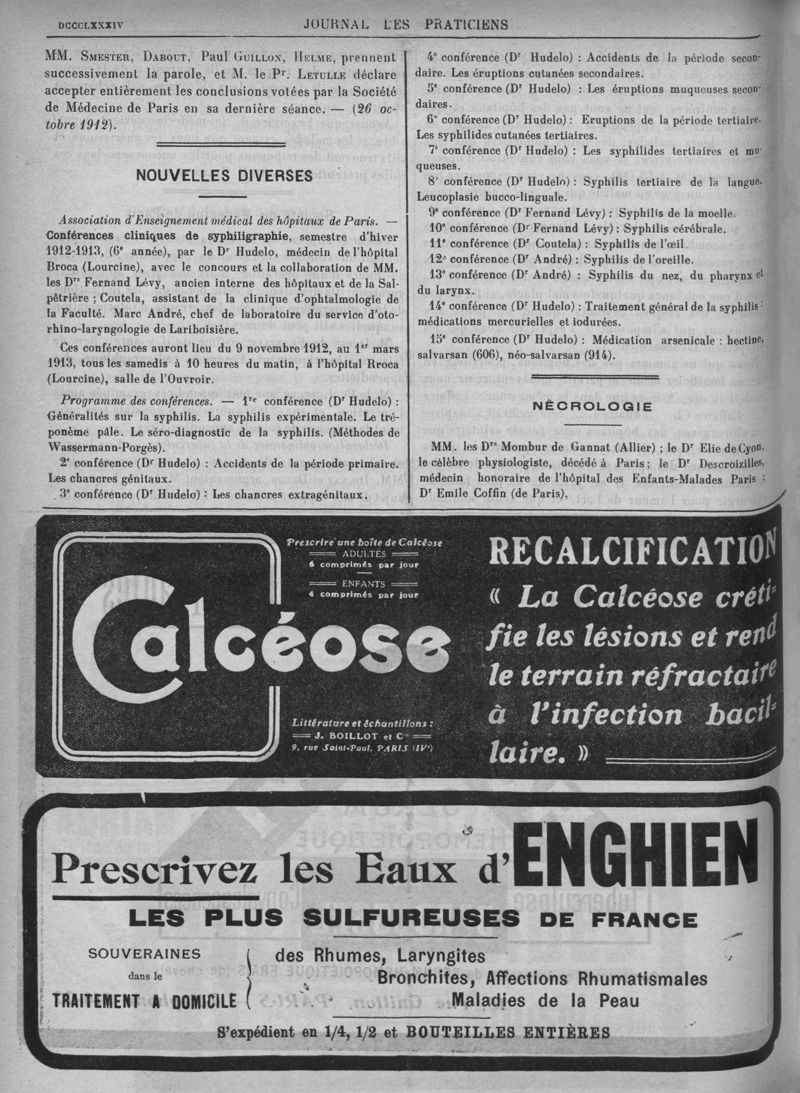 DCCCLXXXIV
JOURNAL DES PRATICIENS
MM. SMESTER, DABOUT, Paul GUILLON, HELME, prennent
successivement la parole, et M. le Pr. LETULLE déclare
accepter entièrement les conclusions votées par la Société
de Médecine de Paris en sa dernière séance. — (26 oc-
tobre 1912).
NOUVELLES DIVERSES
Association d'Enseignement médical des hôpitaux de Paris. —
Conférences cliniques de syphiligraphie, semestre d'hiver
1912-1913, (6e année), par le Dr Hudelo, médecin de l'hôpital
Broca (Lourcine), avec le concours et la collaboration de MM.
les Drs Fernand Lévy, ancien interne des hôpitaux et de la Sal-
pêtrière ; Coutela, assistant de la clinique d'ophtalmologie de
la Faculté. Marc André, chef de laboratoire du service d'oto-
rhino-laryngologie de Lariboisière.
Ces conférences auront lieu du 9 novembre 1912, au 1er mars
1913, tous les samedis à 10 heures du matin, à l'hôpital Rroca
(Lourcine), salle de l'Ouvroir.
Programme des conférences. — 1re conférence (Dr Hudelo) :
Généralités sur la syphilis. La syphilis expérimentale. Le tré-
ponème pâle. Le séro-diagnostic de la syphilis. (Méthodes de
Wassermann-Porgès).
2e conférence (Dr Hudelo) : Accidents de la période primaire.
Les chancres génitaux.
3e conférence (Dr Hudelo) : Les chancres extragénitaux.
4e conférence (Dr Hudelo) : Accidents de la période secon-
daire. Les éruptions cutanées secondaires.
5e conférence (Dr Hudelo) : Les éruptions muqueuses secon-
daires.
6e conférence (Dr Hudelo) : Eruptions de la période tertiaire.
Les syphilides cutanées tertiaires.
7e conférence (Dr Hudelo) : Les syphilides tertiaires et mu-
queuses.
8e conférence (Dr Hudelo) : Syphilis tertiaire de la langue.
Leucoplasie bucco-linguale.
9e conférence (Dr Fernand Lévy) : Syphilis de la moelle.
10e conférence (Dr Fernand Lévy) : Syphilis cérébrale.
11e conférence (Dr Coutela) : Syphilis de l'œil.
12e conférence (Dr André) : Syphilis de l'oreille.
13e conférence (Dr André) : Syphilis du nez, du pharynx et
du larynx.
14e conférence (Dr Hudelo) : Traitement général de la syphilis :
médications mercurielles et iodurées.
15e conférence (Dr Hudelo) : Médication arsenicale : hectine,
salvarsan (606), néo-salvarsan (914).
NÉCROLOGIE
MM. les Drs Mombur de Gannat (Allier) ; le Dr Elie de Cyon,
le célèbre physiologiste, décédé à Paris ; le Dr Descroizilles,
médecin honoraire de l'hôpital des Enfants-Malades Paris ;
Dr Emile Coffin (de Paris),
Prescrire une boîte de Calcéose
ADULTES
6 comprimés par jour
ENFANTS
4 comprimés par jour
Calcéose
Littérature et échantillons :
J. BOILLOT et Cie
9, rue Saint-Paul, PARIS (IVe)
RECALCIFICATION
« La Calcéose créti-
fie les lésions et rend
le terrain réfractaire
à l'infection bacil-
laire. »
Prescrivez les Eaux d'ENGHIEN
LES PLUS SULFUREUSES DE FRANCE
SOUVERAINES
dans le
TRAITEMENT A DOMICILE
des Rhumes, Laryngites
Bronchites, Affections Rhumatismales
Maladies de la Peau
S'expédient en 1/4, 1/2 et BOUTEILLES ENTIÈRES